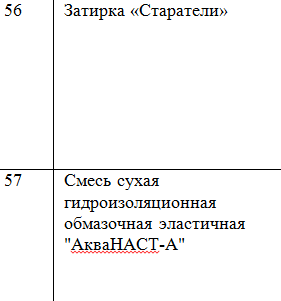 56 Затирка «Старатели»
57 Смесь сухая
гидроизоляционная
обмазочная эластичная
"АкваНАСТ-А"